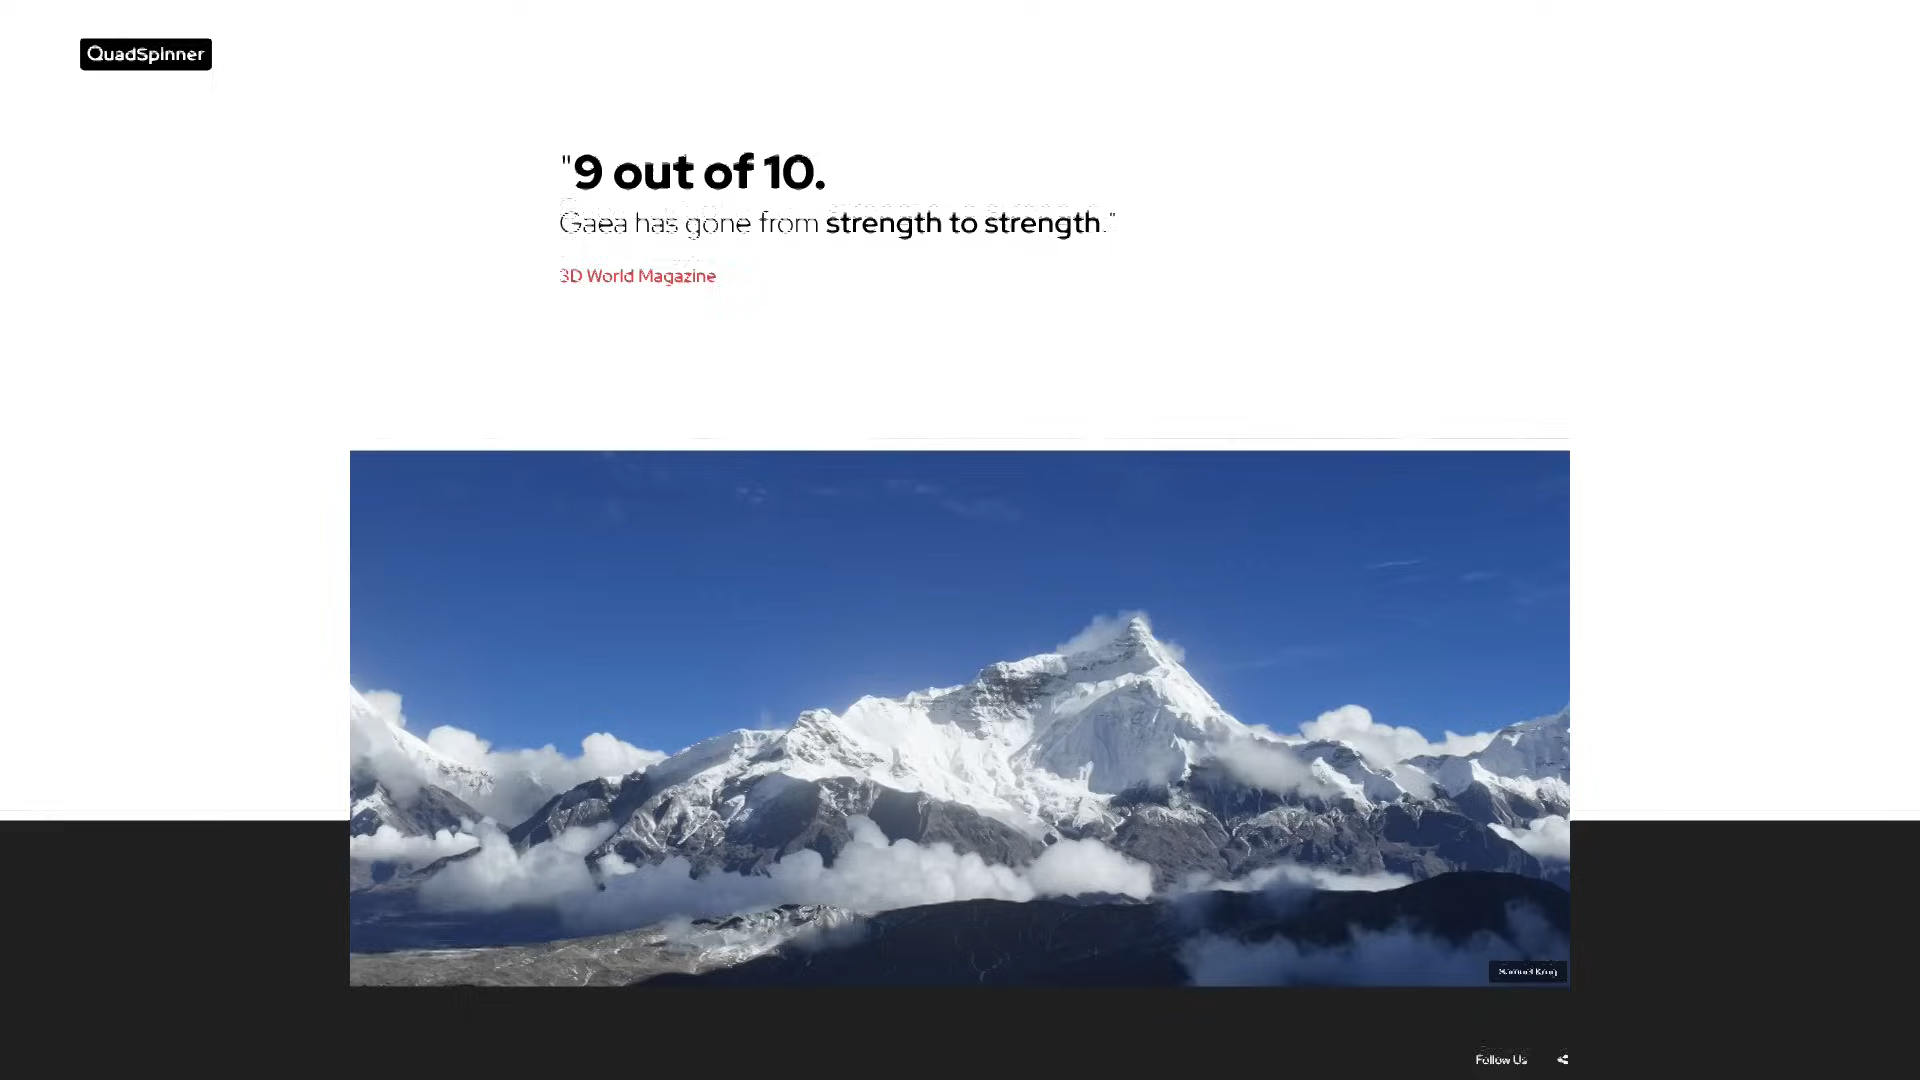 QuadSpinner
"9 out of 10.
Gaea has gone from strength to strength."
3D World Magazine
Follow Us